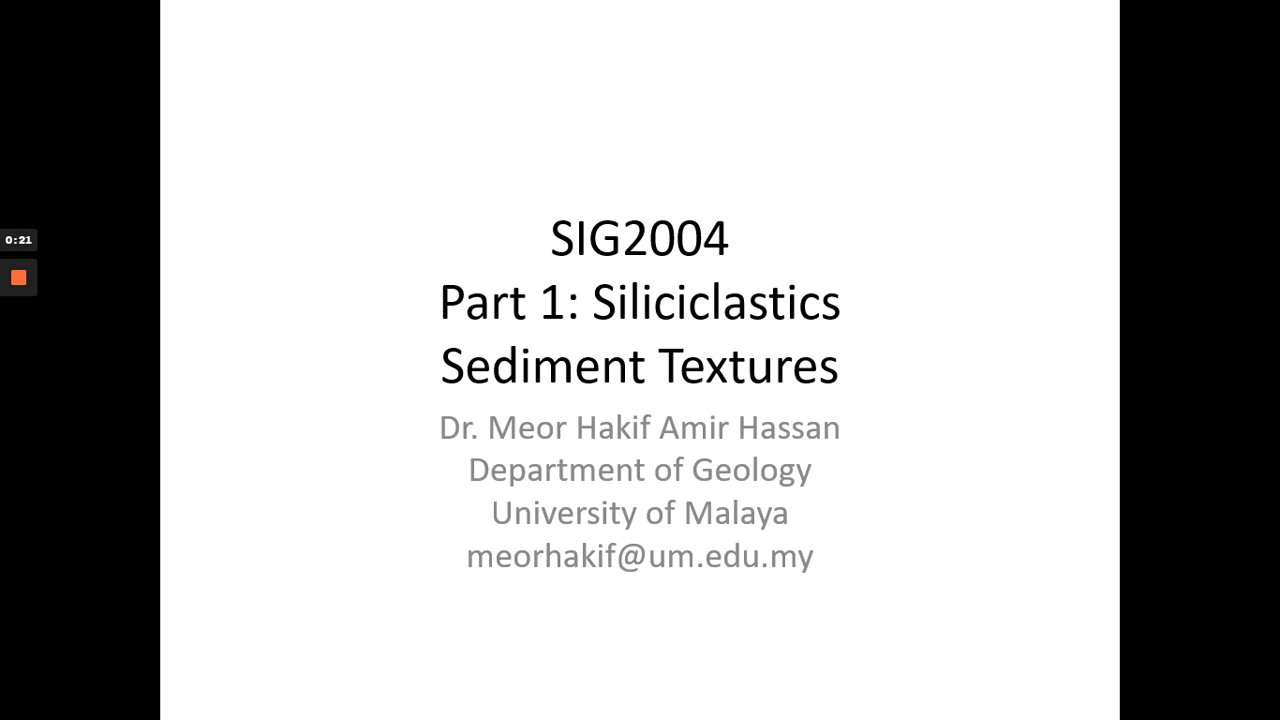 0:21
SIG2004
Part 1: Siliciclastics
Sediment Textures
Dr. Meor Hakif Amir Hassan
Department of Geology
University of Malaya
meorhakif@um.edu.my